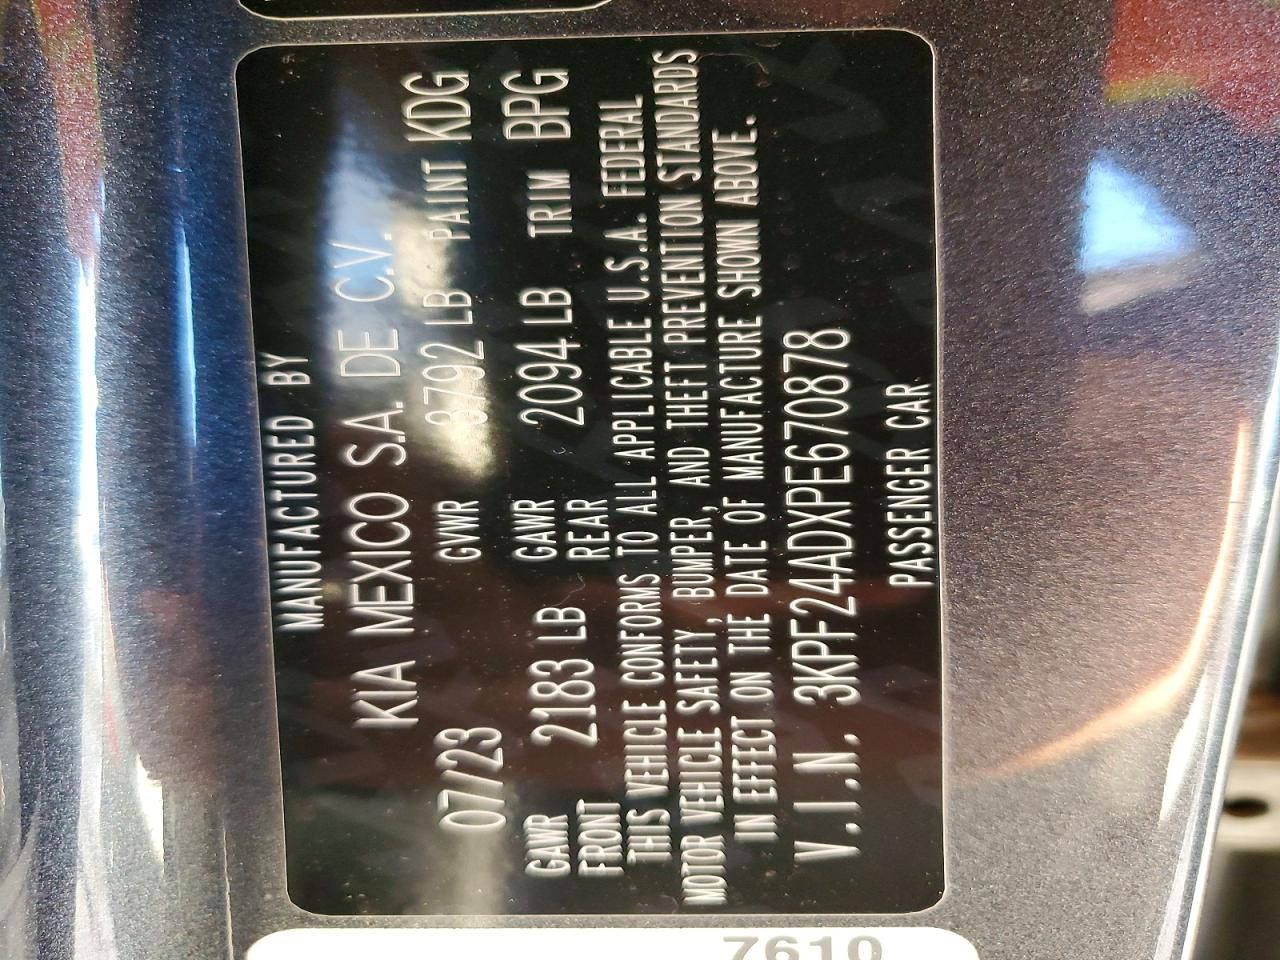 MANUFACTURED BY
KIA MEXICO S.A. DE C.V.
07/23 GVWR 3792 LB PAINT KDG
GAWR FRONT 2183 LB GAWR REAR 2094 LB TRIM BPG
THIS VEHICLE CONFORMS TO ALL APPLICABLE U.S.A. FEDERAL
MOTOR VEHICLE SAFETY, BUMPER, AND THEFT PREVENTION STANDARDS
IN EFFECT ON THE DATE OF MANUFACTURE SHOWN ABOVE.
V.I.N. 3KPF24ADXPE670878
PASSENGER CAR
7610